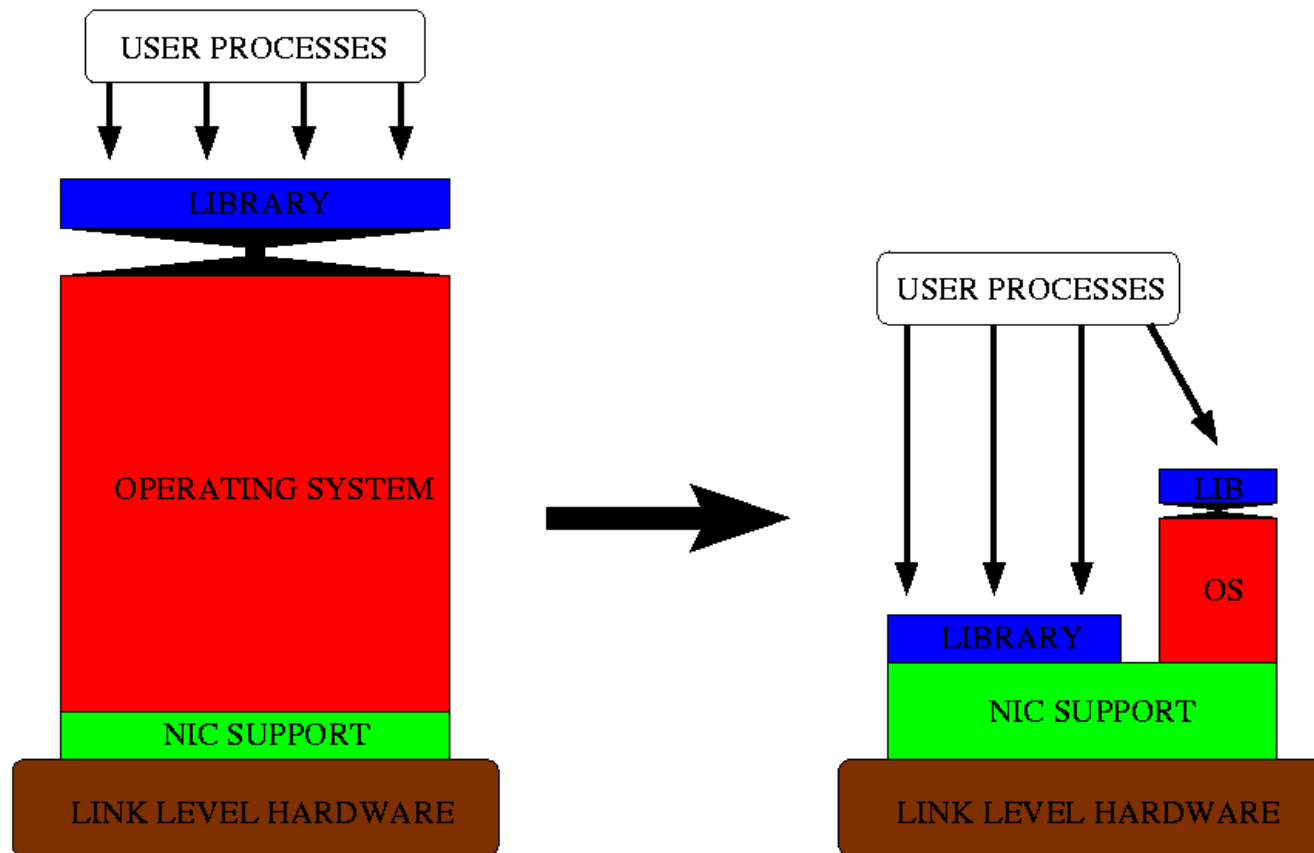 USER PROCESSES
LIBRARY
OPERATING SYSTEM
NIC SUPPORT
LINK LEVEL HARDWARE
USER PROCESSES
LIB
OS
LIBRARY
NIC SUPPORT
LINK LEVEL HARDWARE